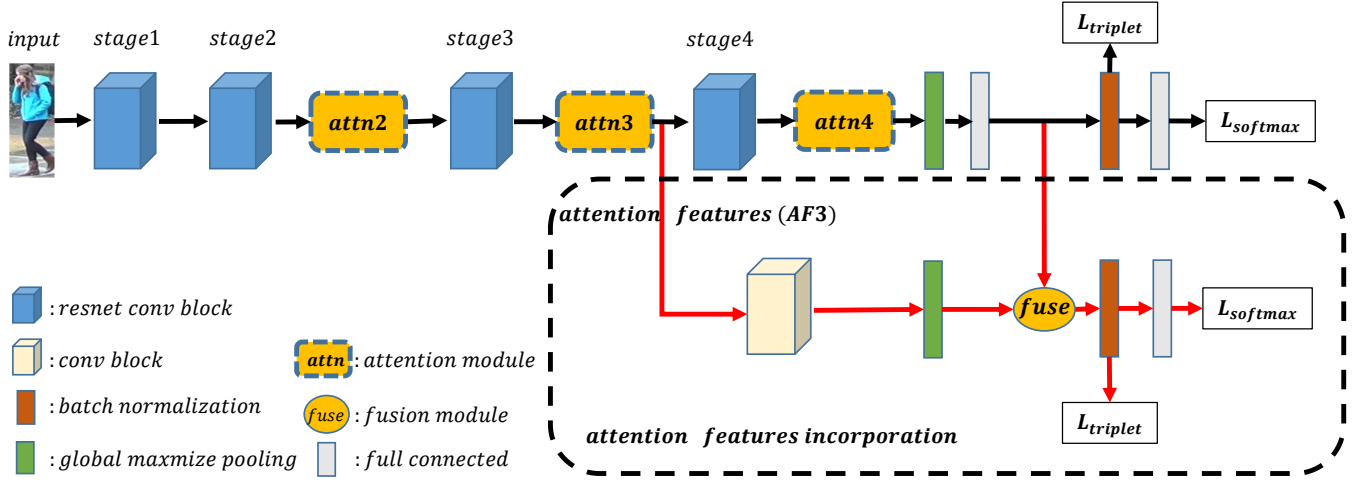 L_triplet
input
stage1
stage2
stage3
stage4
attn2
attn3
attn4
L_softmax
attention features (AF3)
: resnet conv block
fuse
L_softmax
: conv block
attn : attention module
: batch normalization
fuse : fusion module
L_triplet
attention features incorporation
: global maxmize pooling
: full connected